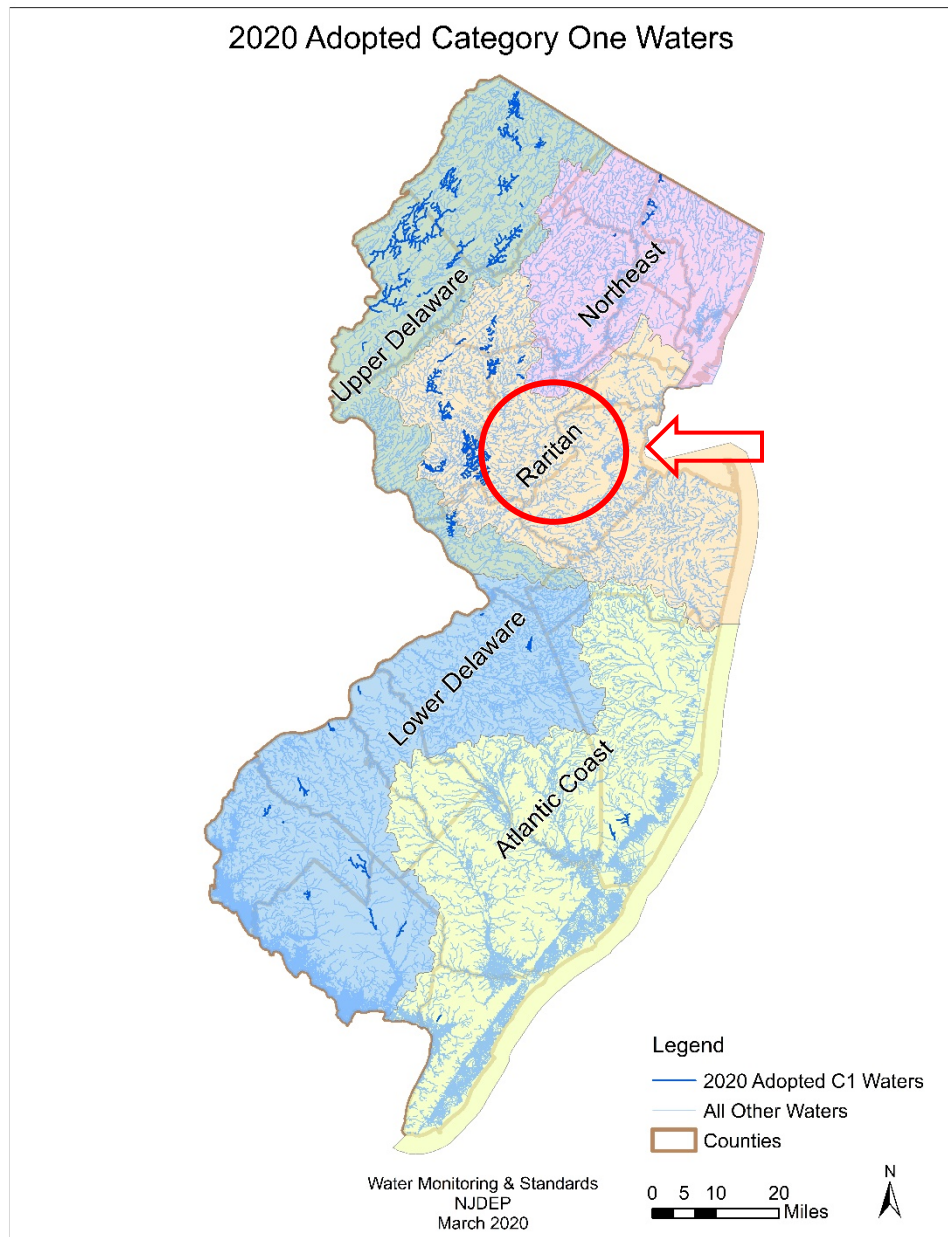 2020 Adopted Category One Waters
Northeast
Upper Delaware
Raritan
Lower Delaware
Atlantic Coast
Legend
2020 Adopted C1 Waters
All Other Waters
Counties
Water Monitoring & Standards
NJDEP
March 2020
0 5 10 20
Miles
N